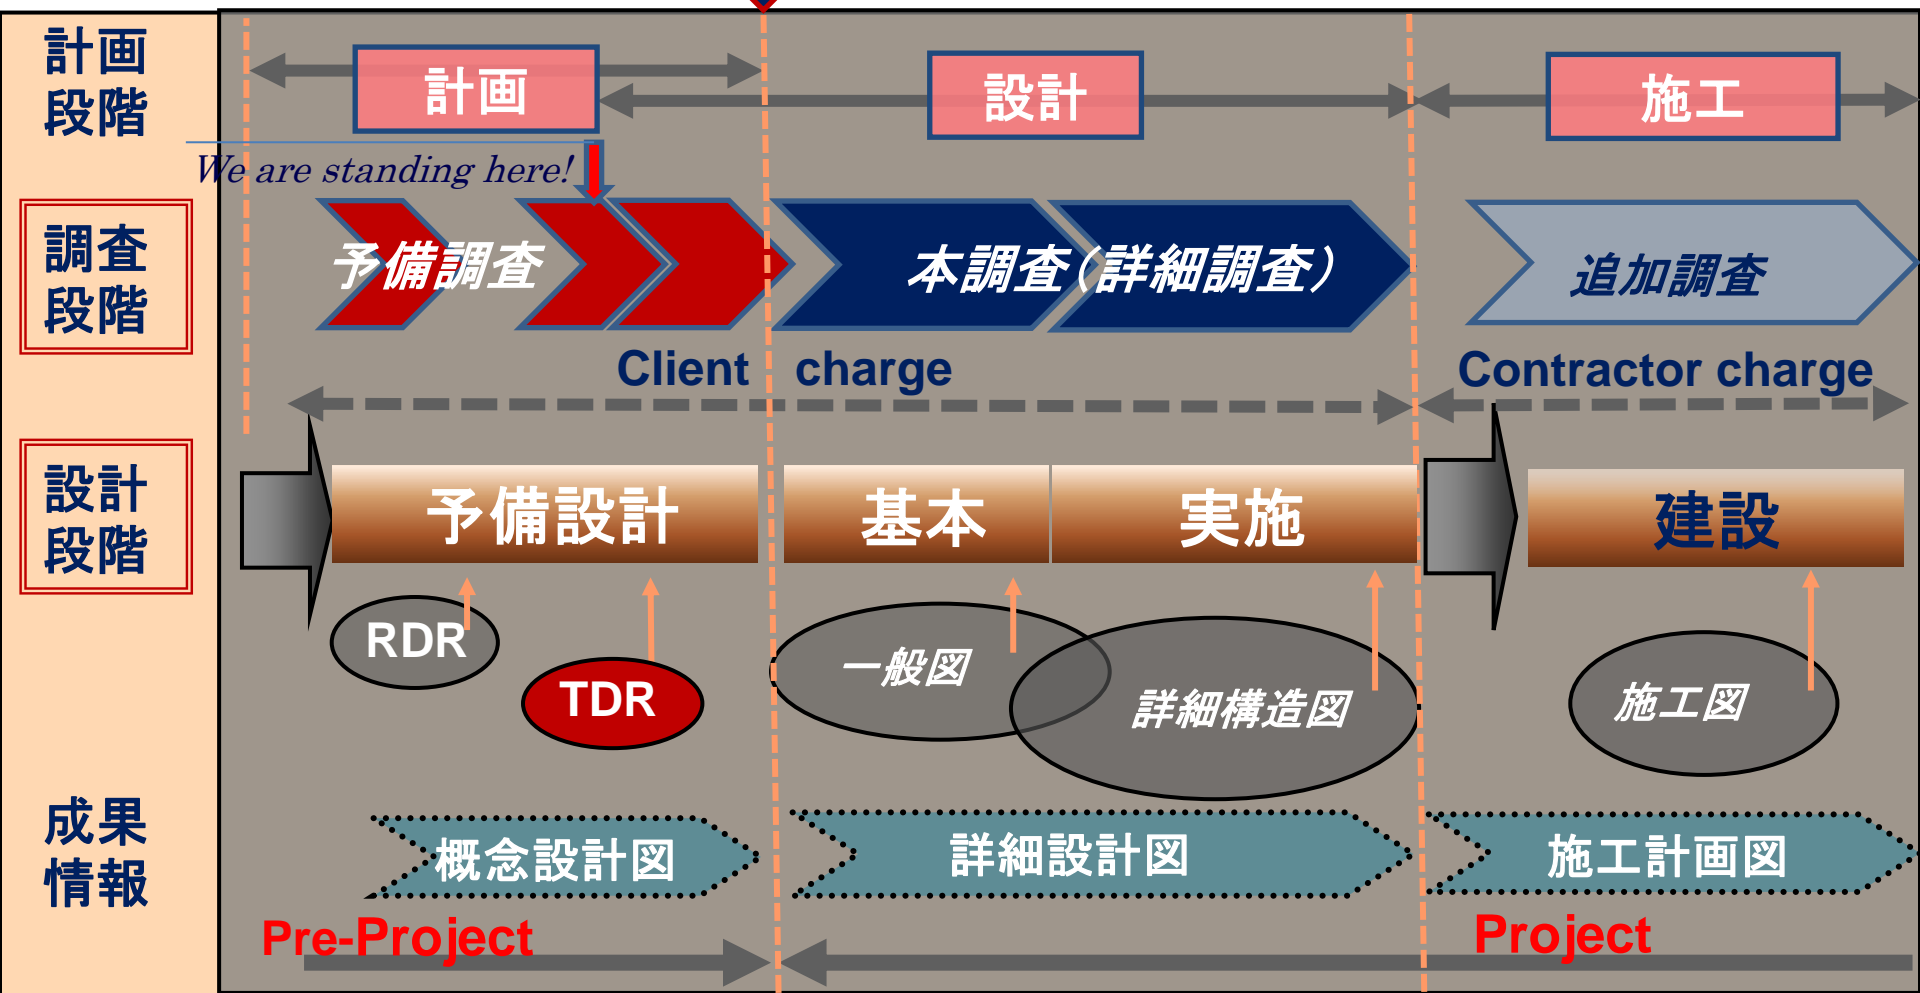 計画
段階
計画
設計
施工
We are standing here!
調査
段階
予備調査
本調査（詳細調査）
追加調査
Client charge
Contractor charge
設計
段階
予備設計
基本
実施
建設
RDR
TDR
一般図
詳細構造図
施工図
成果
情報
概念設計図
詳細設計図
施工計画図
Pre-Project
Project